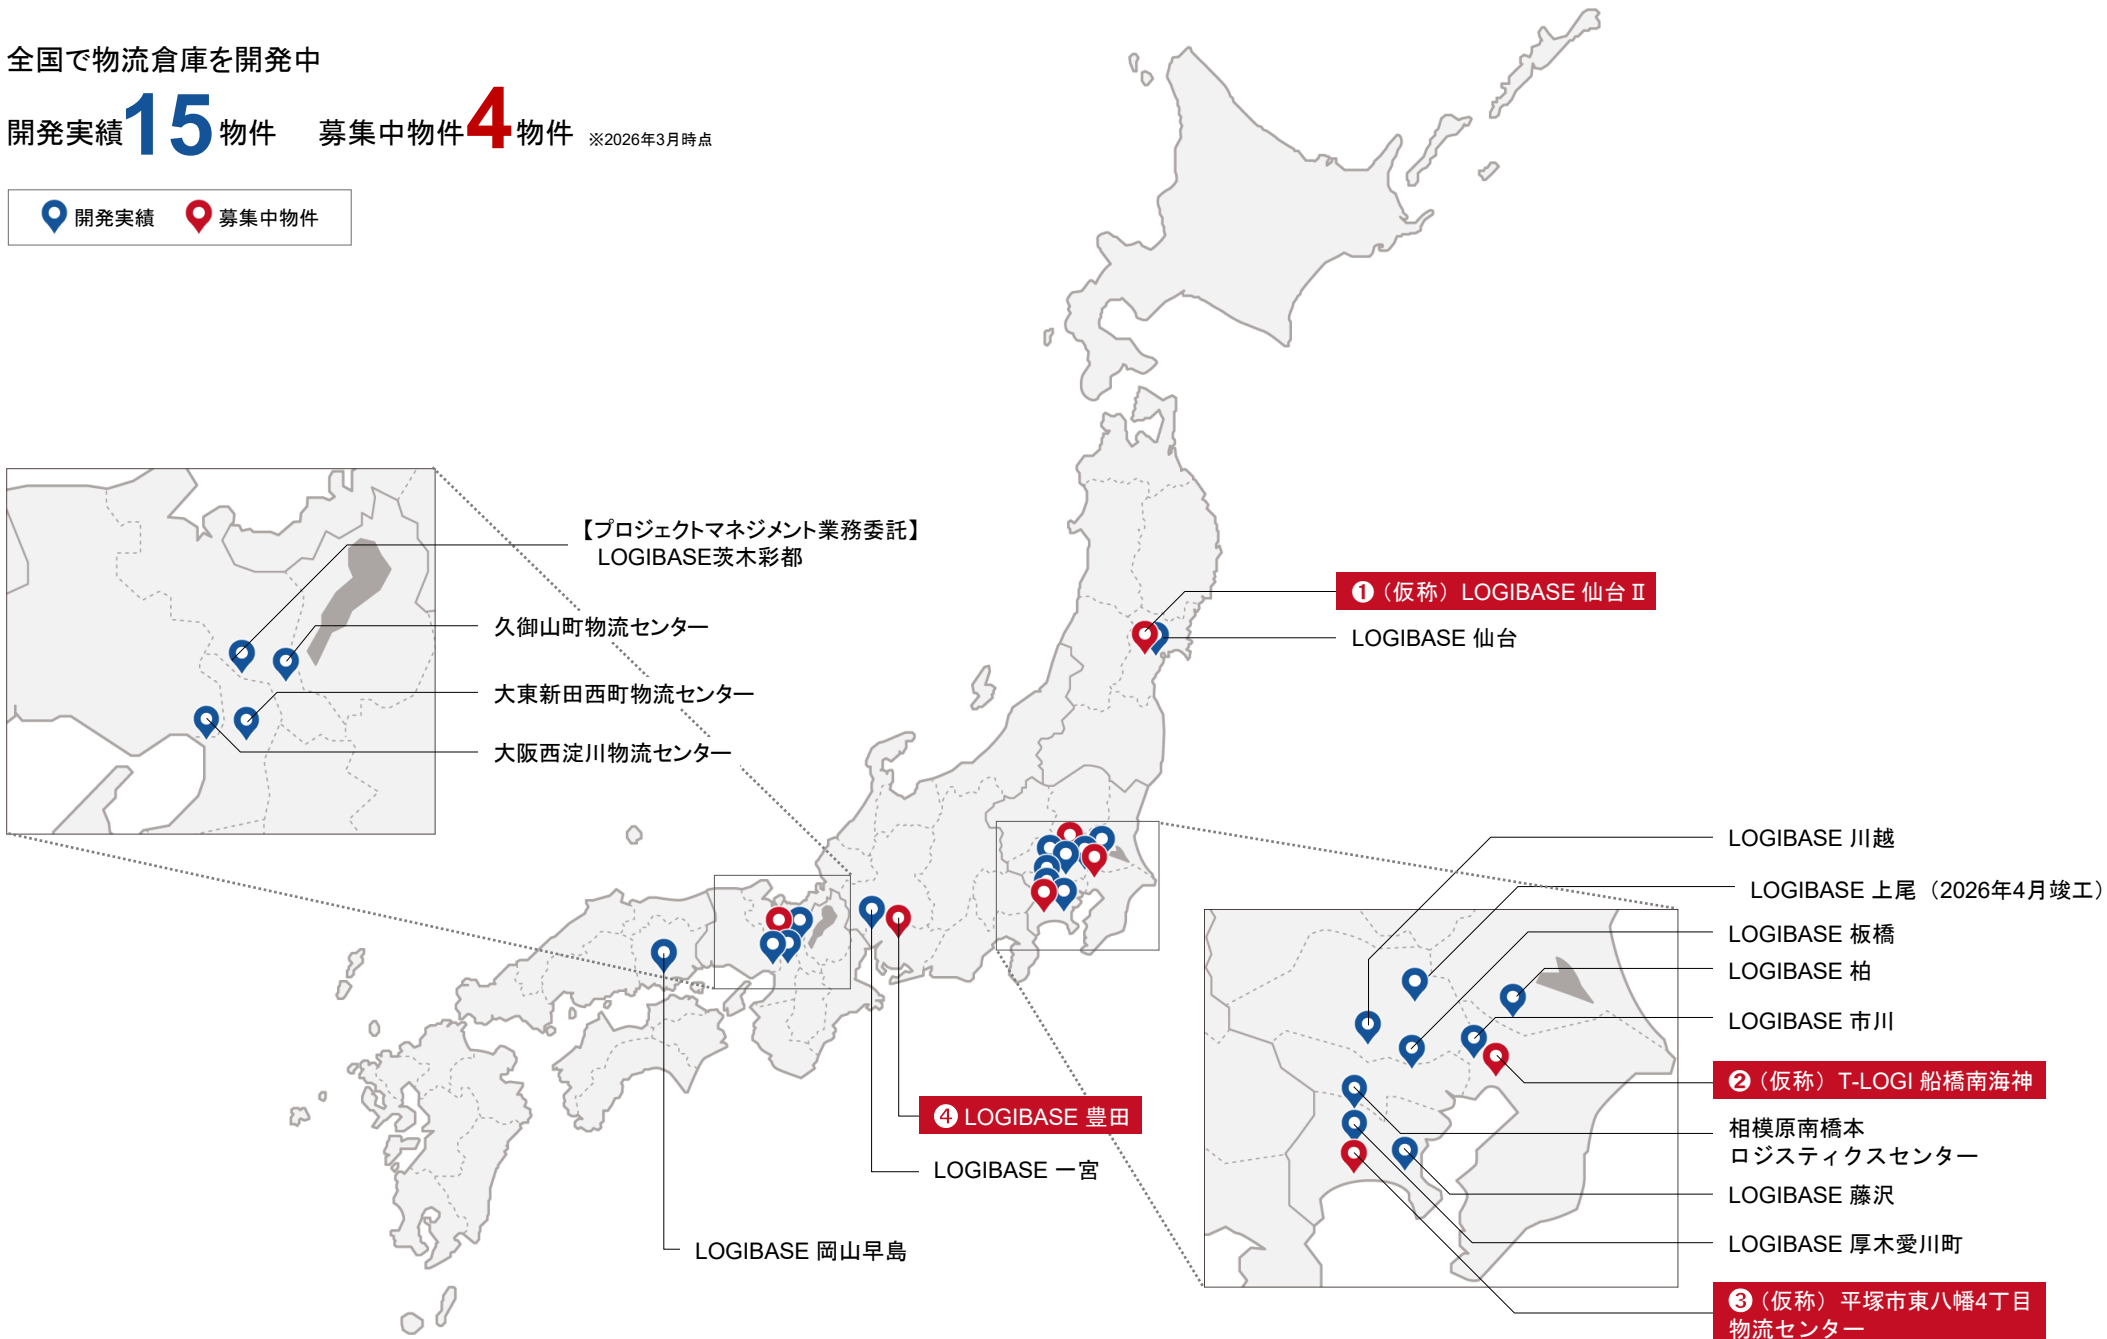 全国で物流倉庫を開発中
開発実績15物件 募集中物件4物件 ※2026年3月時点
開発実績 募集中物件
【プロジェクトマネジメント業務委託】
LOGIBASE茨木彩都
久御山町物流センター
大東新田西町物流センター
大阪西淀川物流センター
❶（仮称）LOGIBASE 仙台Ⅱ
LOGIBASE 仙台
LOGIBASE 川越
LOGIBASE 上尾（2026年4月竣工）
LOGIBASE 板橋
LOGIBASE 柏
LOGIBASE 市川
❷（仮称）T-LOGI 船橋南海神
相模原南橋本
ロジスティクスセンター
LOGIBASE 藤沢
LOGIBASE 厚木愛川町
❸（仮称）平塚市東八幡4丁目
物流センター
❹ LOGIBASE 豊田
LOGIBASE 一宮
LOGIBASE 岡山早島